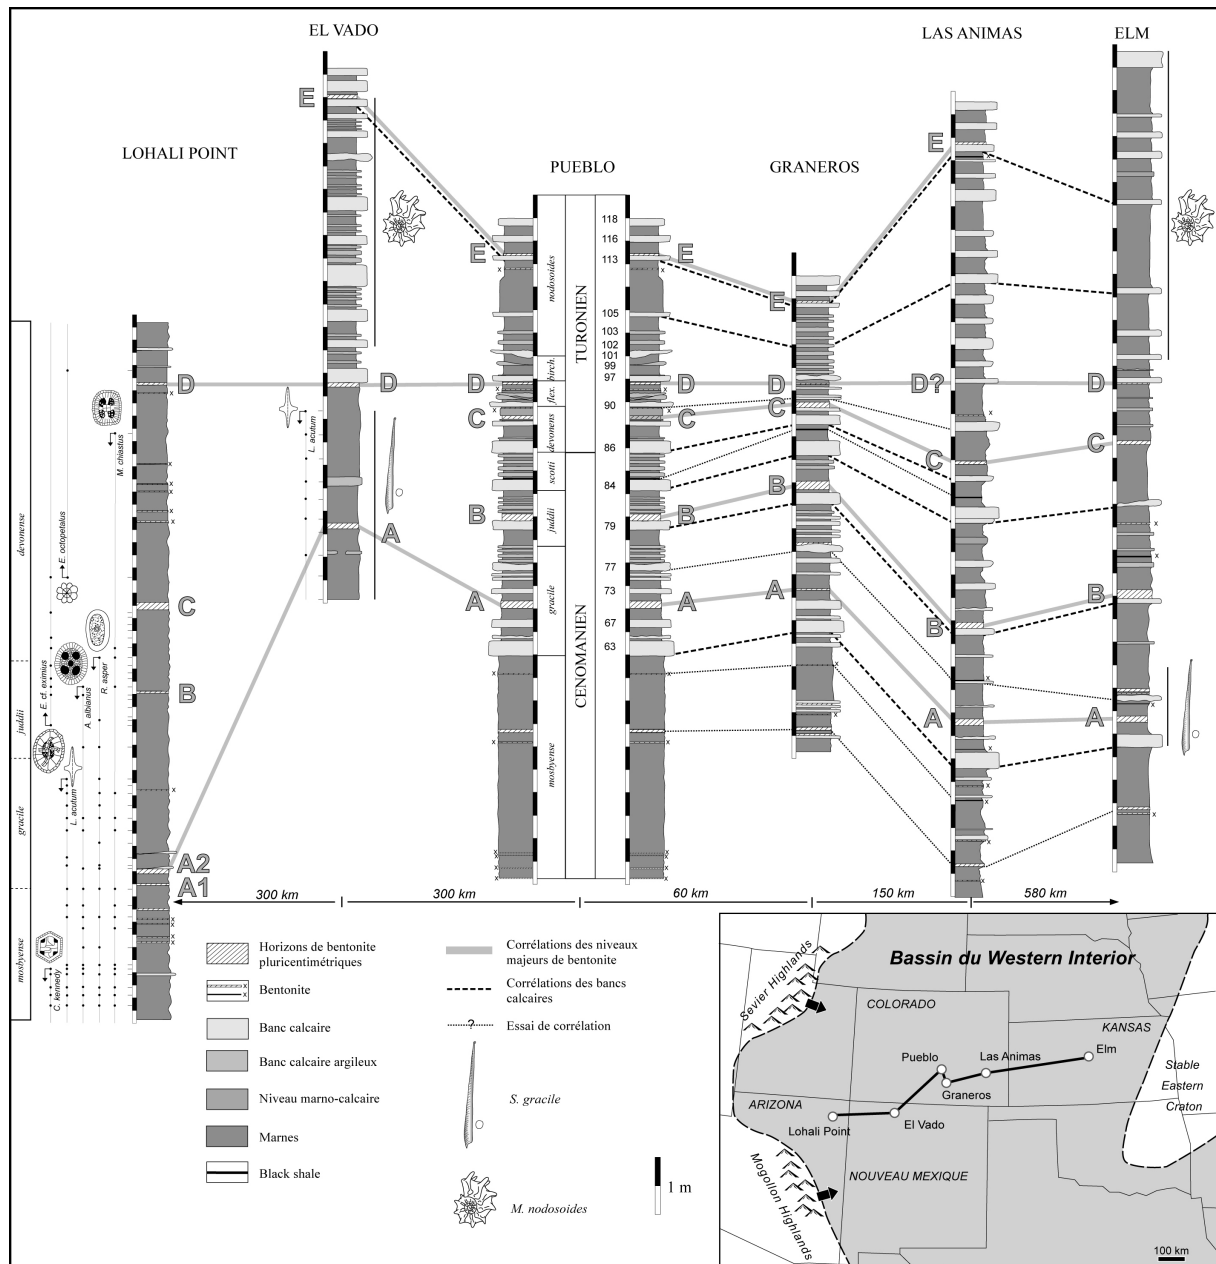 EL VADO
LAS ANIMAS
ELM
LOHALI POINT
PUEBLO
GRANEROS
E
E
E
E
E
D
D
D
D
D
D?
D
C
C
C
C
C
C
B
B
B
B
B
B
A
A
A
A
A
A
A2
A1
118
116
113
105
103
102
101
99
97
90
86
84
79
77
73
67
63
TURONIEN
CENOMANIEN
nodosoides
birch.
flex.
devonens
scotti
juddii
gracile
mosbyense
devonense
juddii
gracile
mosbyense
M. chiastus
E. octopetalus
E. cf. eximius
A. albianus
R. asper
L. acutum
C. kennedy
L. acutum
300 km
300 km
60 km
150 km
580 km
Horizons de bentonite
pluricentimétriques
x
Bentonite
x
Banc calcaire
Banc calcaire argileux
Niveau marno-calcaire
Marnes
Black shale
Corrélations des niveaux
majeurs de bentonite
Corrélations des bancs
calcaires
?
Essai de corrélation
S. gracile
M. nodosoides
1 m
Bassin du Western Interior
Sevier Highlands
COLORADO
KANSAS
Elm
Las Animas
Pueblo
Graneros
Stable
Eastern
Craton
ARIZONA
Lohali Point
El Vado
NOUVEAU MEXIQUE
Mogollon Highlands
100 km